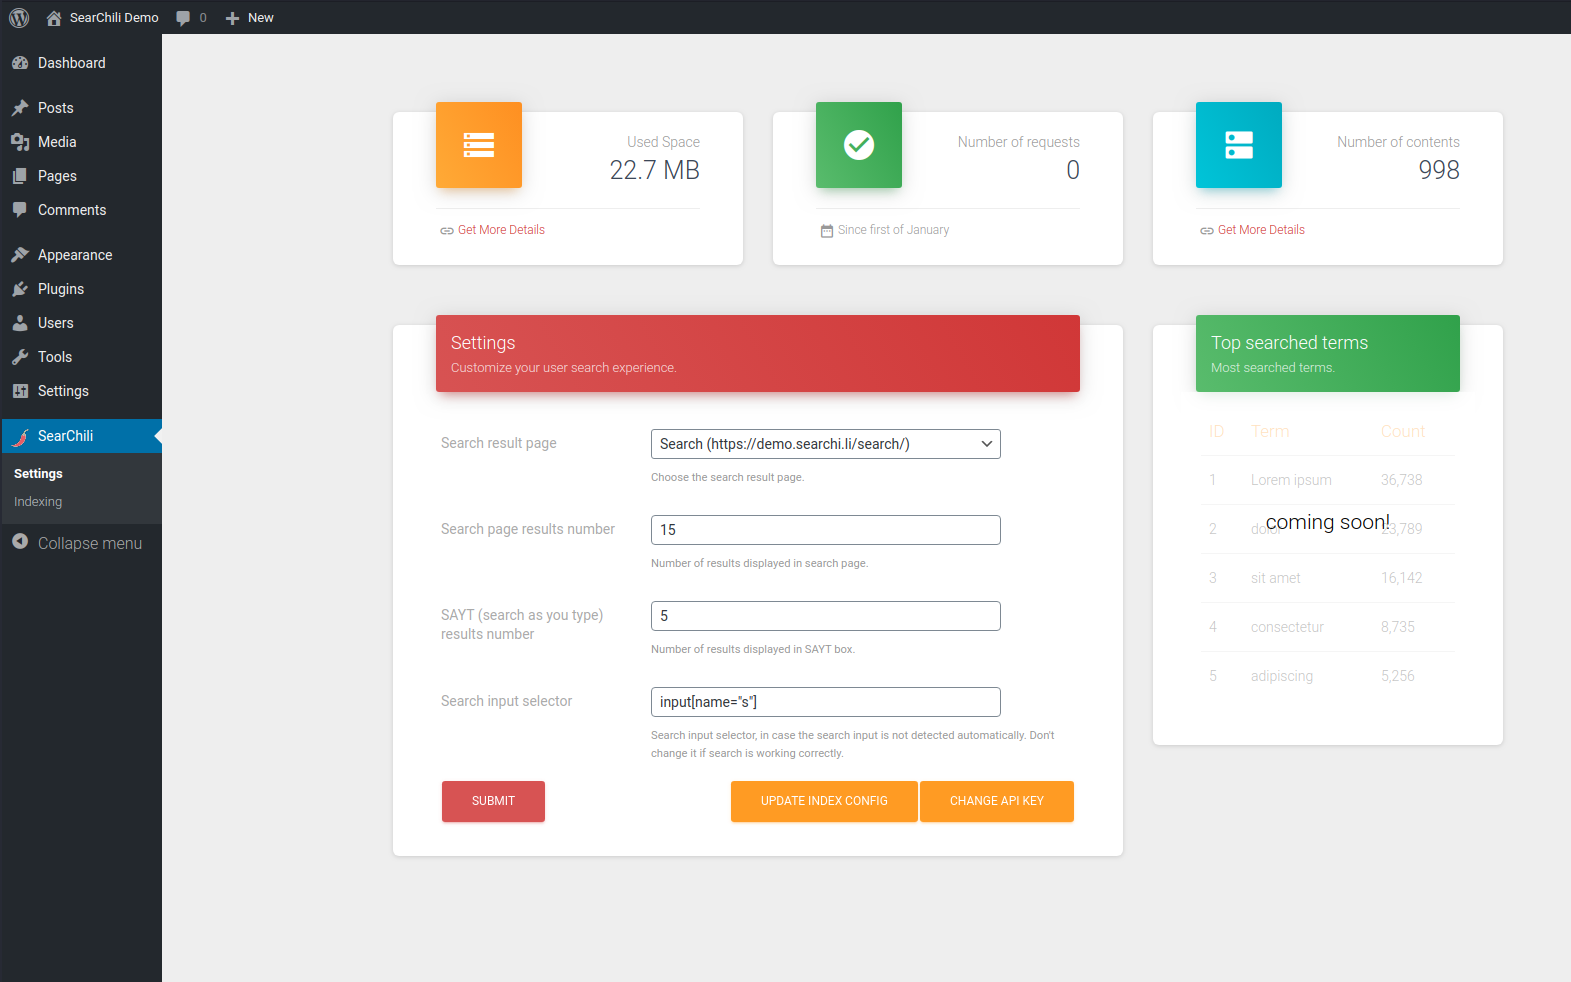 SearChili Demo
0
New
Dashboard
Posts
Media
Pages
Comments
Appearance
Plugins
Users
Tools
Settings
SearChili
Settings
Indexing
Collapse menu
Used Space
22.7 MB
Get More Details
Number of requests
0
Since first of January
Number of contents
998
Get More Details
Settings
Customize your user search experience.
Search result page
Search (https://demo.searchi.li/search/)
Choose the search result page.
Search page results number
15
Number of results displayed in search page.
SAYT (search as you type)
results number
5
Number of results displayed in SAYT box.
Search input selector
input[name="s"]
Search input selector, in case the search input is not detected automatically. Don't
change it if search is working correctly.
SUBMIT
UPDATE INDEX CONFIG
CHANGE API KEY
Top searched terms
Most searched terms.
ID Term Count
1 Lorem ipsum 36,738
coming soon!
2 dolor 23,789
3 sit amet 16,142
4 consectetur 8,735
5 adipiscing 5,256